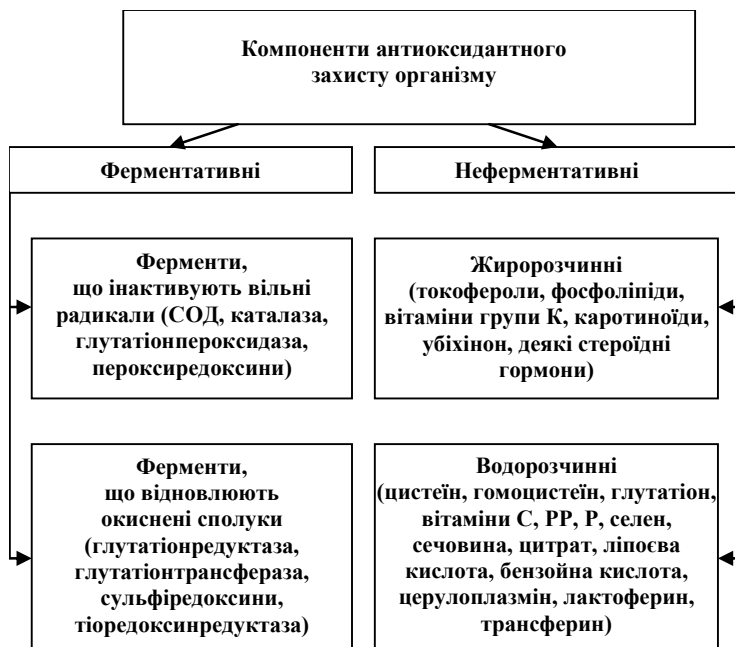 Компоненти антиоксидантного
захисту організму
Ферментативні
Неферментативні
Ферменти,
що інактивують вільні
радикали (СОД, каталаза,
глутатіонпероксидаза,
пероксиредоксини)
Жиророзчинні
(токофероли, фосфоліпіди,
вітаміни групи К, каротиноїди,
убіхінон, деякі стероїдні
гормони)
Ферменти,
що відновлюють
окиснені сполуки
(глутатіонредуктаза,
глутатіонтрансфераза,
сульфіредоксини,
тіоредоксинредуктаза)
Водорозчинні
(цистеїн, гомоцистеїн, глутатіон,
вітаміни С, РР, Р, селен,
сечовина, цитрат, ліпоєва
кислота, бензойна кислота,
церулоплазмін, лактоферин,
трансферин)